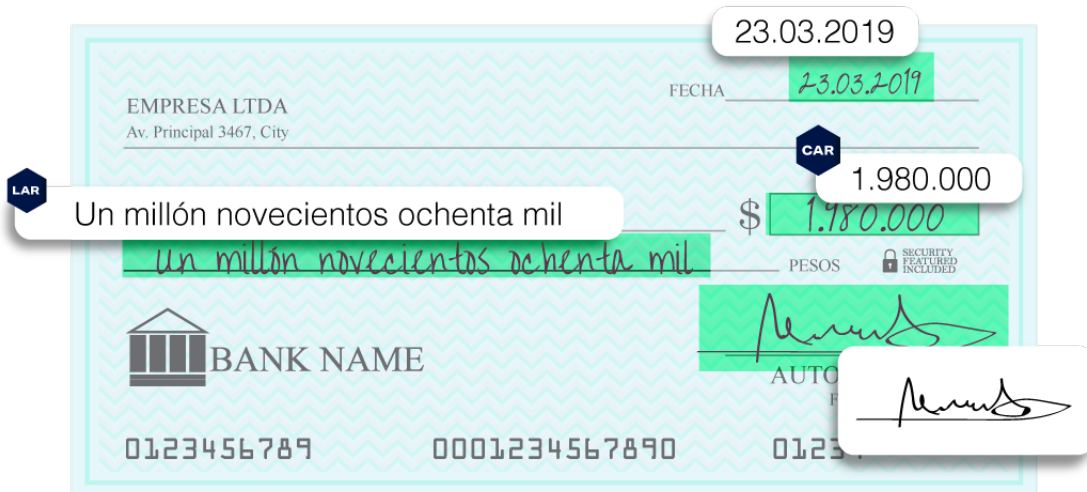 23.03.2019
FECHA 23.03.2019
EMPRESA LTDA
Av. Principal 3467, City
CAR
1.980.000
LAR
Un millón novecientos ochenta mil
$ 1.980.000
un millón novecientos ochenta mil PESOS
SECURITY
FEATURED
INCLUDED
BANK NAME
AUTO
F
0123456789 0001234567890 01234